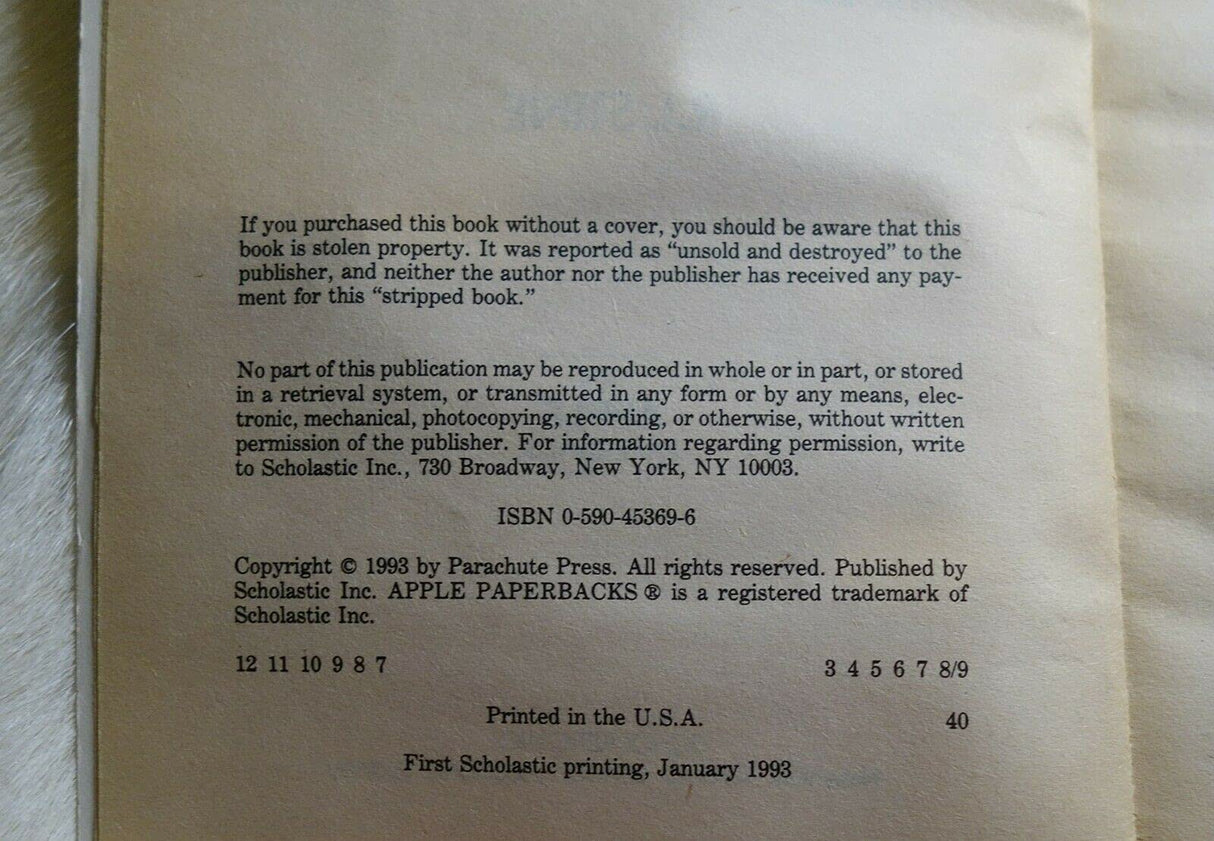 If you purchased this book without a cover, you should be aware that this
book is stolen property. It was reported as “unsold and destroyed” to the
publisher, and neither the author nor the publisher has received any pay-
ment for this “stripped book.”
No part of this publication may be reproduced in whole or in part, or stored
in a retrieval system, or transmitted in any form or by any means, elec-
tronic, mechanical, photocopying, recording, or otherwise, without written
permission of the publisher. For information regarding permission, write
to Scholastic Inc., 730 Broadway, New York, NY 10003.
ISBN 0-590-45369-6
Copyright © 1993 by Parachute Press. All rights reserved. Published by
Scholastic Inc. APPLE PAPERBACKS ® is a registered trademark of
Scholastic Inc.
12 11 10 9 8 7 3 4 5 6 7 8/9
Printed in the U.S.A. 40
First Scholastic printing, January 1993